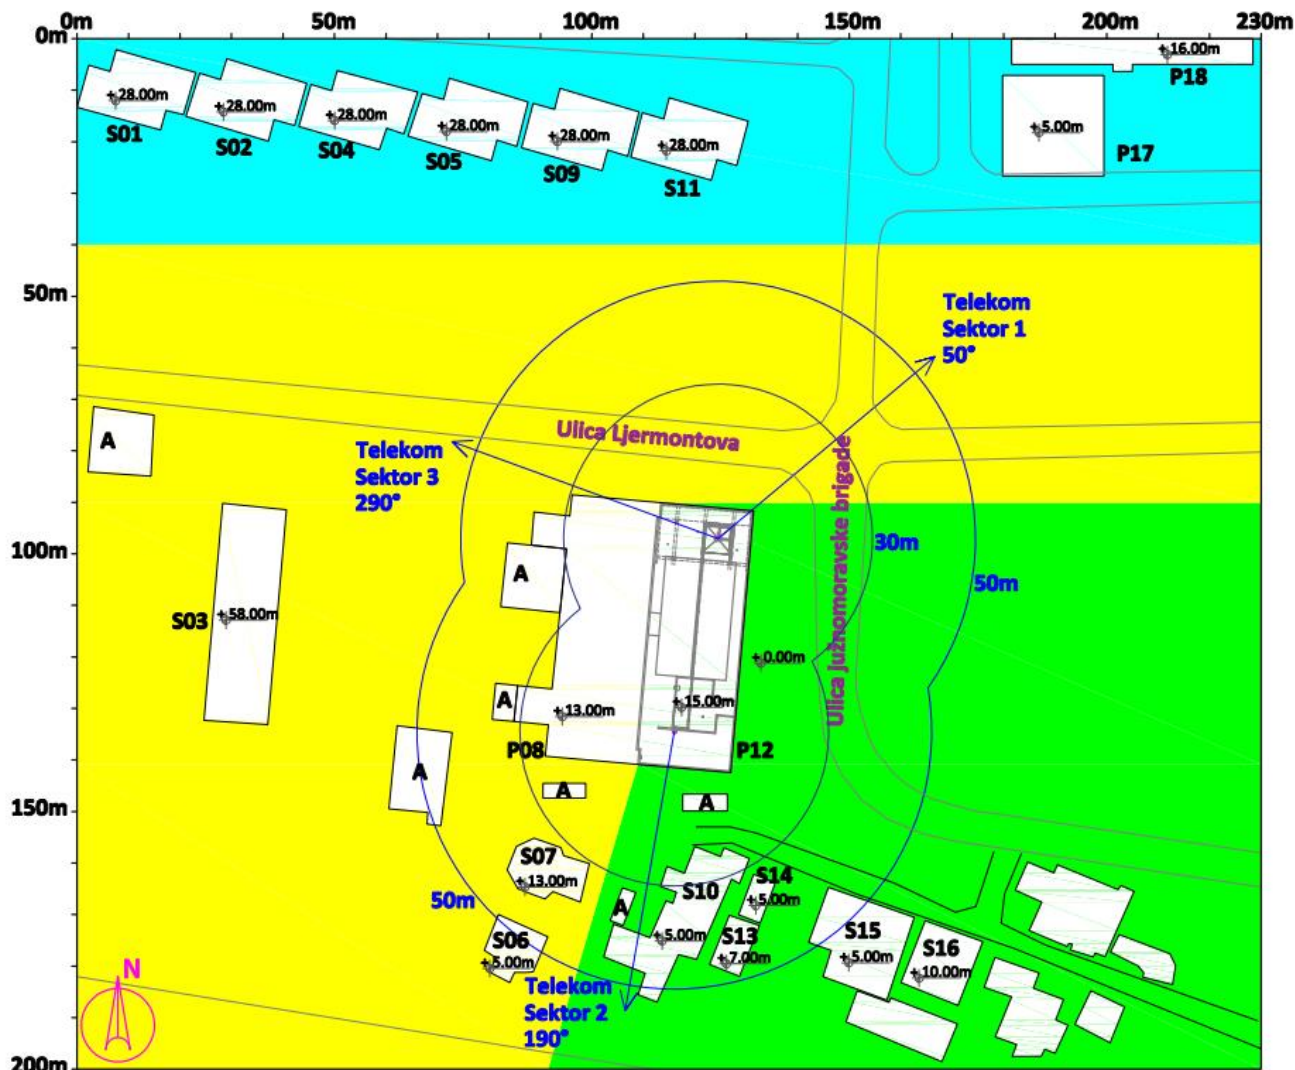 0m 50m 100m 150m 200m 230m
0m
+16.00m
P18
+28.00m
S01
+28.00m
S02
+28.00m
S04
+28.00m
S05
+28.00m
S09
+28.00m
S11
+5.00m
P17
50m
Telekom
Sektor 1
50°
Ulica Ljermontova
Telekom
Sektor 3
290°
A
Ulica Južnomoravske brigade
30m
50m
100m
A
S03
+58.00m
+0.00m
A
+13.00m
+15.00m
P08
P12
A
A
A
150m
S07
+13.00m
S10
S14
+5.00m
50m
A
S06
+5.00m
+5.00m
S13
+7.00m
S15
+5.00m
S16
+10.00m
N
Telekom
Sektor 2
190°
200m